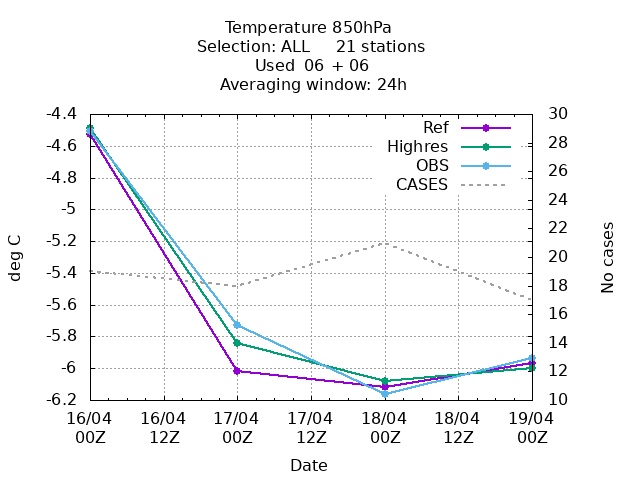 Temperature 850hPa
Selection: ALL     21 stations
Used  06 + 06
Averaging window: 24h
-4.4
-4.6
-4.8
-5
-5.2
-5.4
-5.6
-5.8
-6
-6.2
deg C
30
28
26
24
22
20
18
16
14
12
10
No cases
Ref
Highres
OBS
CASES
16/04 16/04 17/04 17/04 18/04 18/04 19/04
00Z 12Z 00Z 12Z 00Z 12Z 00Z
Date